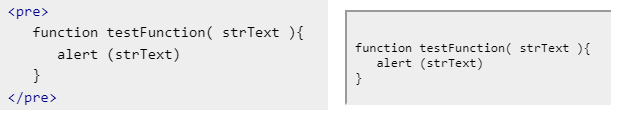 <pre>
   function testFunction( strText ){
      alert (strText)
   }
</pre>
function testFunction( strText ){
   alert (strText)
}